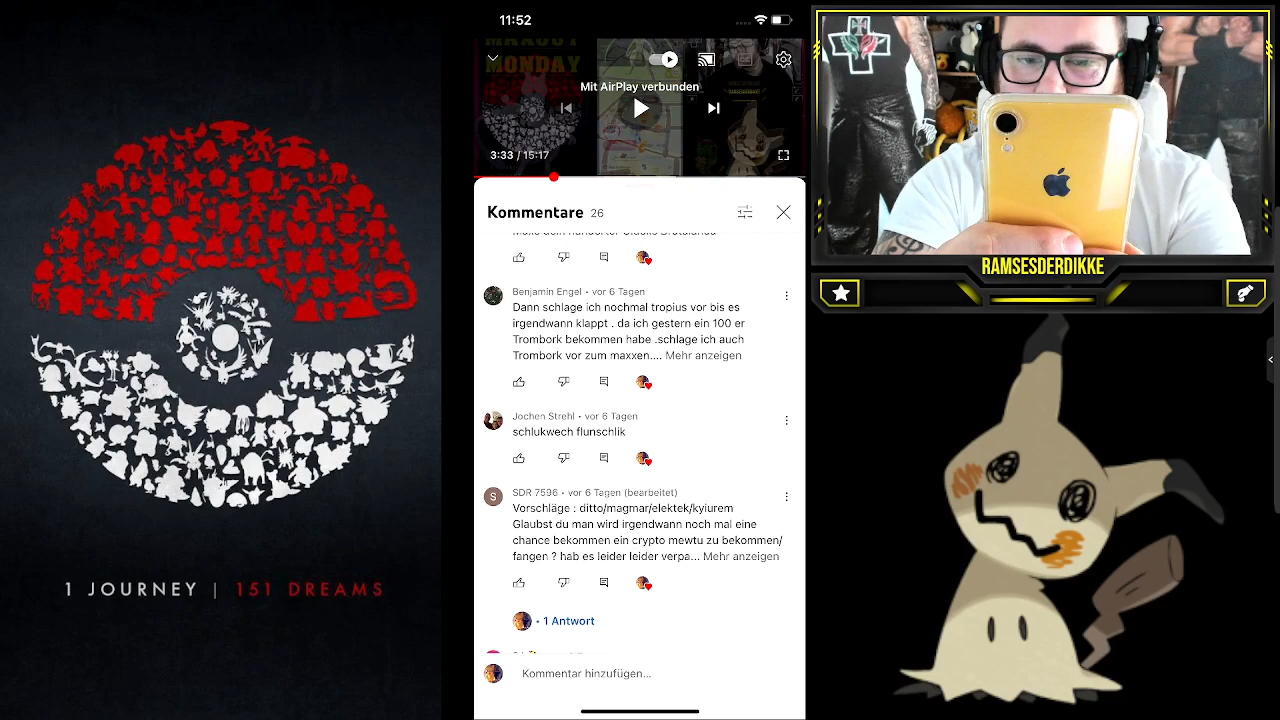 1 JOURNEY | 151 DREAMS
11:52
MAXOUT
MONDAY
Mit AirPlay verbunden
3:33 / 15:17
Kommentare 26
Benjamin Engel • vor 6 Tagen
Dann schlage ich nochmal tropius vor bis es
irgendwann klappt . da ich gestern ein 100 er
Trombork bekommen habe .schlage ich auch
Trombork vor zum maxxen.... Mehr anzeigen
Jochen Strehl • vor 6 Tagen
schlukwech flunschlik
S
SDR 7596 • vor 6 Tagen (bearbeitet)
Vorschläge : ditto/magmar/elektek/kyiurem
Glaubst du man wird irgendwann noch mal eine
chance bekommen ein crypto mewtu zu bekommen/
fangen ? hab es leider leider verpa... Mehr anzeigen
• 1 Antwort
Kommentar hinzufügen...
RAMSESDERDIKKE